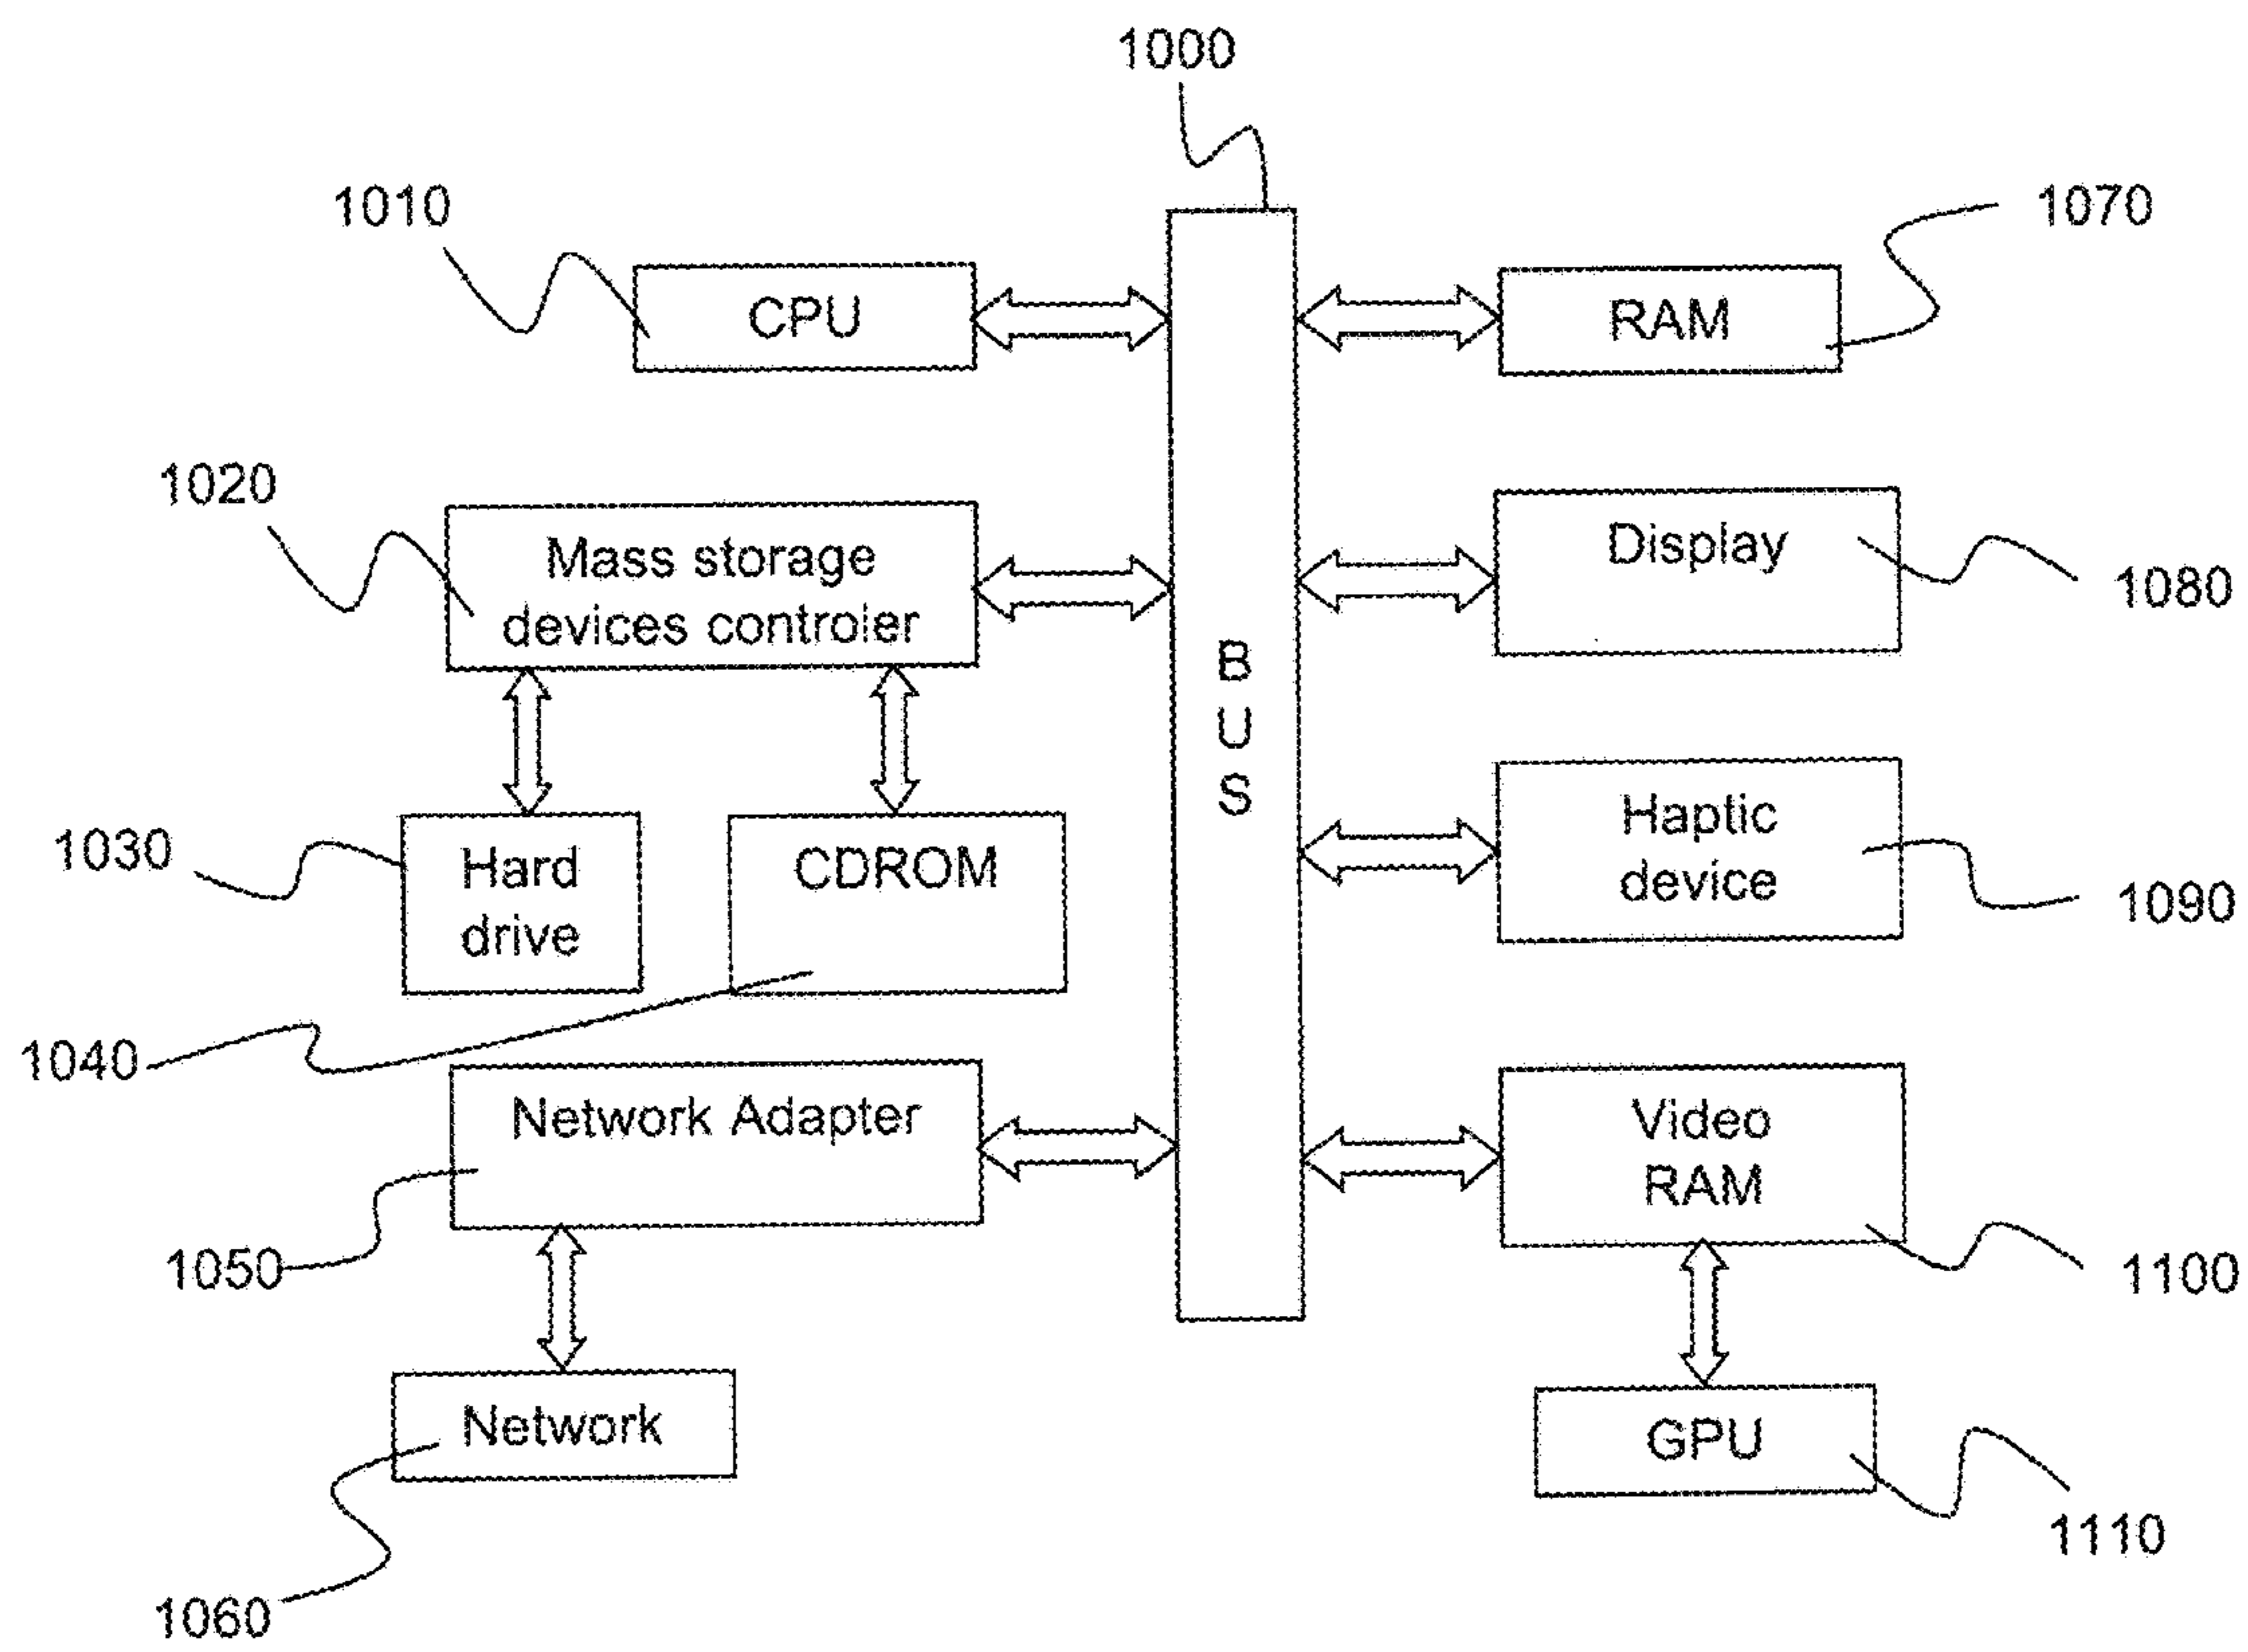 1000
1010
CPU
RAM
1070
1020
Mass storage
devices controler
Display
1080
B
U
S
1030
Hard
drive
CDROM
Haptic
device
1090
1040
Network Adapter
Video
RAM
1050
1100
Network
GPU
1110
1060